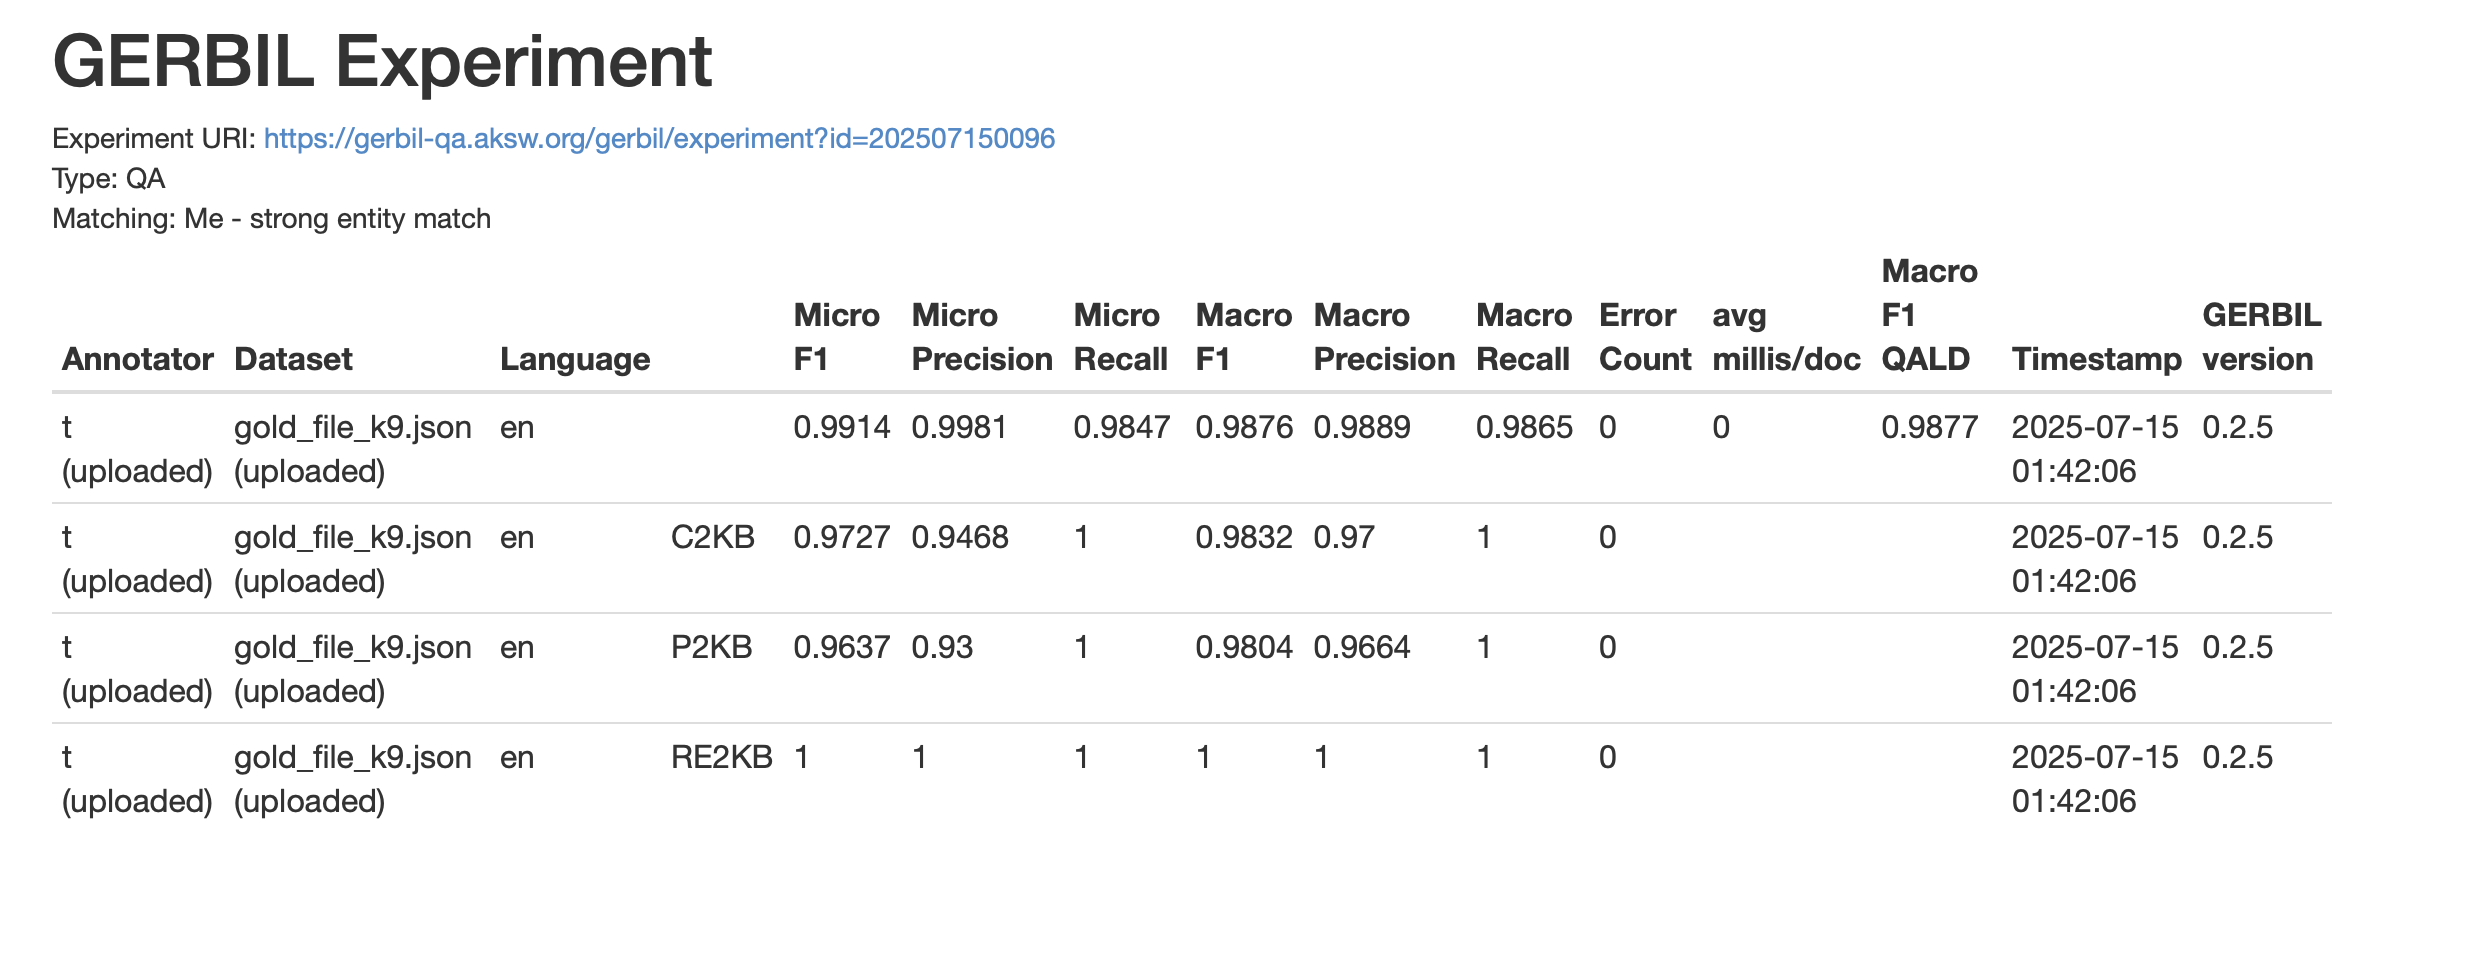 GERBIL Experiment
Experiment URI: https://gerbil-qa.aksw.org/gerbil/experiment?id=202507150096
Type: QA
Matching: Me - strong entity match
Annotator Dataset Language Micro F1 Micro Precision Micro Recall Macro F1 Macro Precision Macro Recall Error Count avg millis/doc Macro F1 QALD Timestamp GERBIL version
t (uploaded) gold_file_k9.json (uploaded) en 0.9914 0.9981 0.9847 0.9876 0.9889 0.9865 0 0 0.9877 2025-07-15 01:42:06 0.2.5
t (uploaded) gold_file_k9.json (uploaded) en C2KB 0.9727 0.9468 1 0.9832 0.97 1 0 2025-07-15 01:42:06 0.2.5
t (uploaded) gold_file_k9.json (uploaded) en P2KB 0.9637 0.93 1 0.9804 0.9664 1 0 2025-07-15 01:42:06 0.2.5
t (uploaded) gold_file_k9.json (uploaded) en RE2KB 1 1 1 1 1 1 0 2025-07-15 01:42:06 0.2.5